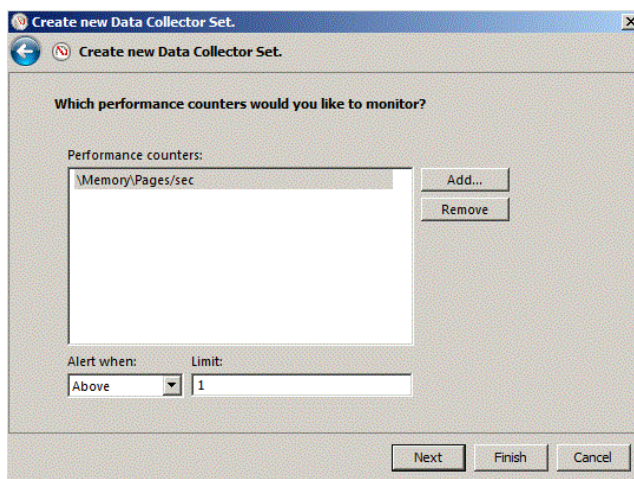 Create new Data Collector Set.
Create new Data Collector Set.
Which performance counters would you like to monitor?
Performance counters:
\Memory\Pages/sec
Add...
Remove
Alert when:
Limit:
Above
1
Next
Finish
Cancel